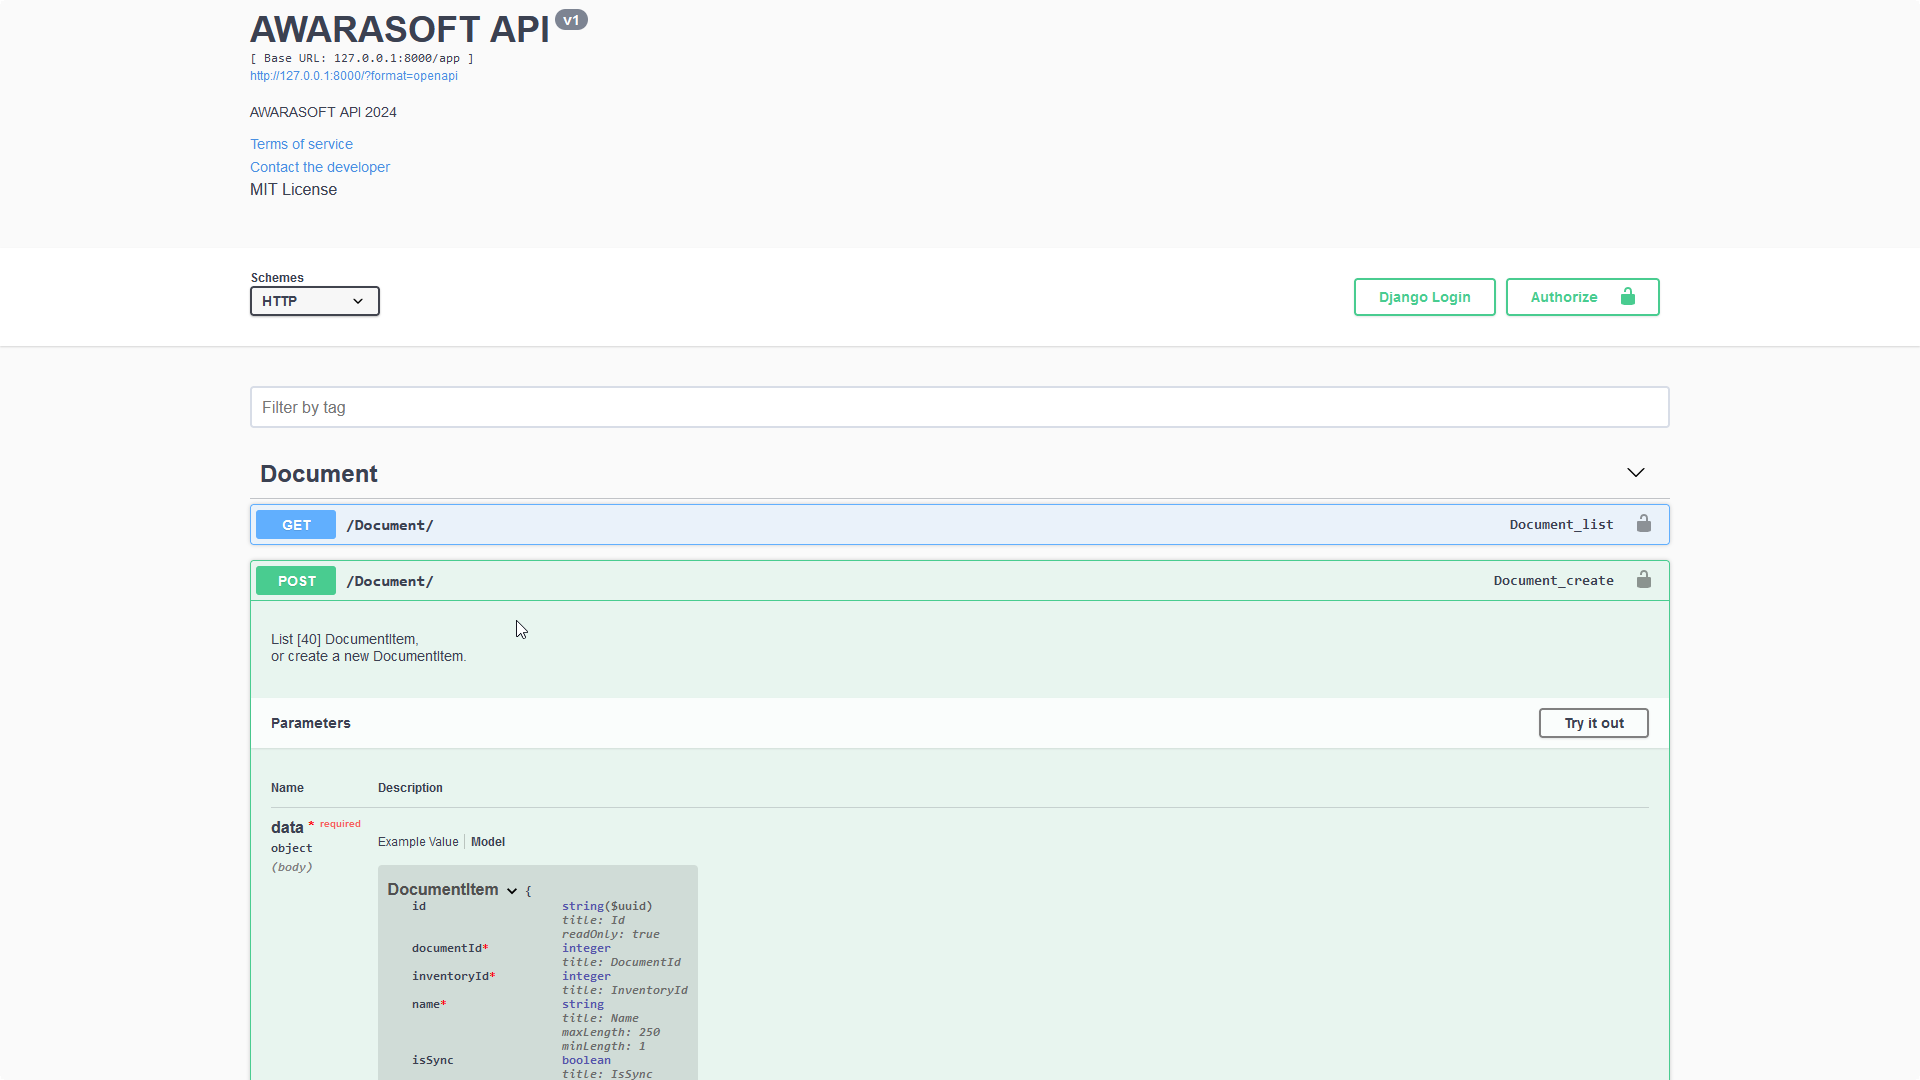 AWARASOFT API v1
[ Base URL: 127.0.0.1:8000/app ]
http://127.0.0.1:8000/?format=openapi
AWARASOFT API 2024
Terms of service
Contact the developer
MIT License
Schemes
HTTP
Django Login
Authorize
Filter by tag
Document
GET /Document/ Document_list
POST /Document/ Document_create
List [40] DocumentItem,
or create a new DocumentItem.
Parameters
Try it out
Name Description
data * required
object
(body)
Example Value Model
DocumentItem {
id string($uuid)
title: Id
readOnly: true
documentId* integer
title: DocumentId
inventoryId* integer
title: InventoryId
name* string
title: Name
maxLength: 250
minLength: 1
isSync boolean
title: IsSync